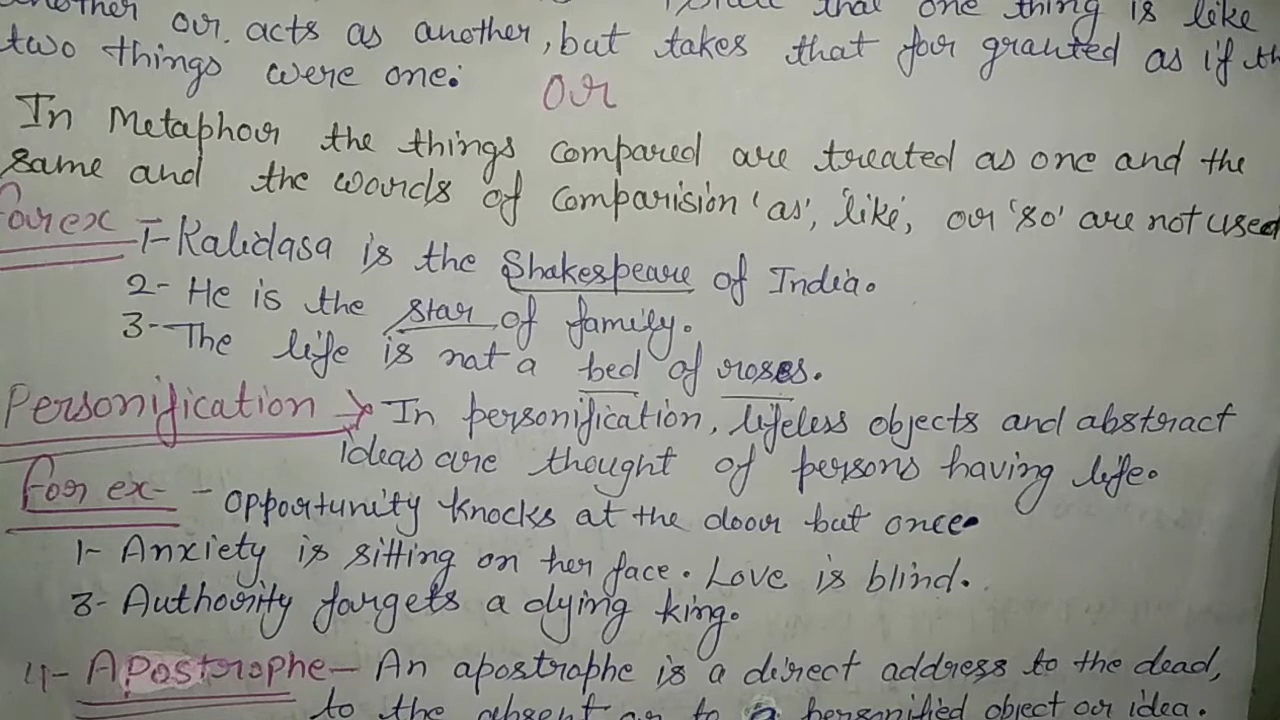 another or acts as another, but takes that for granted as if th
that one thing is like
two things were one.
Or
In Metaphor the things compared are treated as one and the
same and the words of Comparision 'as', 'like', or 'so' are not used
For ex 1- Kalidasa is the Shakespeare of India.
2- He is the star of family.
3- The life is not a bed of roses.
Personification → In personification, lifeless objects and abstract
ideas are thought of persons having life.
For ex- - Opportunity knocks at the door but once.
1- Anxiety is sitting on her face. Love is blind.
3- Authority forgets a dying king.
4- Apostrophe - An apostrophe is a direct address to the dead,
to the absent or to a personified object or idea.